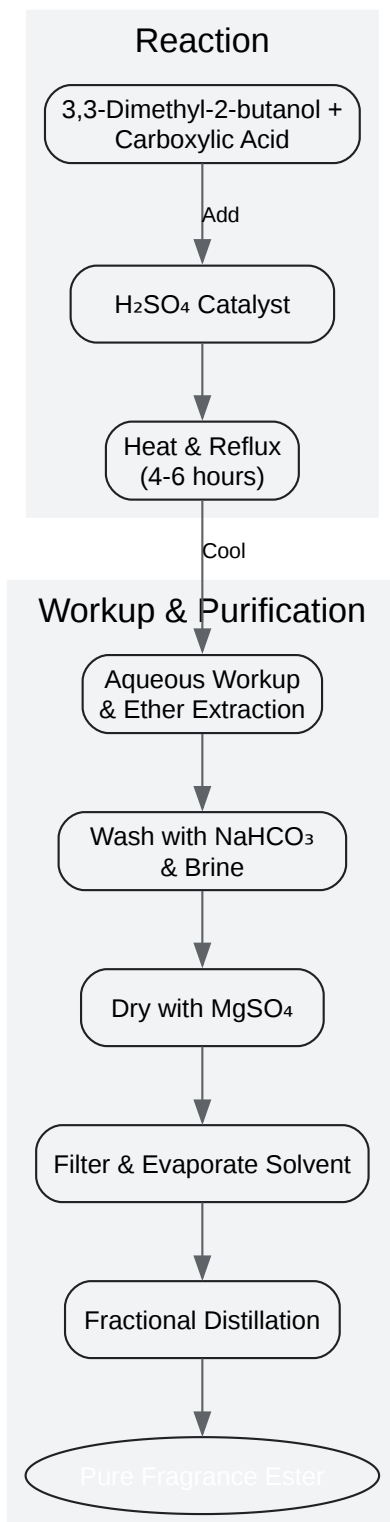 Reaction
3,3-Dimethyl-2-butanol +
Carboxylic Acid
Add
H₂SO₄ Catalyst
Heat & Reflux
(4-6 hours)
Cool
Workup & Purification
Aqueous Workup
& Ether Extraction
Wash with NaHCO₃
& Brine
Dry with MgSO₄
Filter & Evaporate Solvent
Fractional Distillation
Pure Fragrance Ester